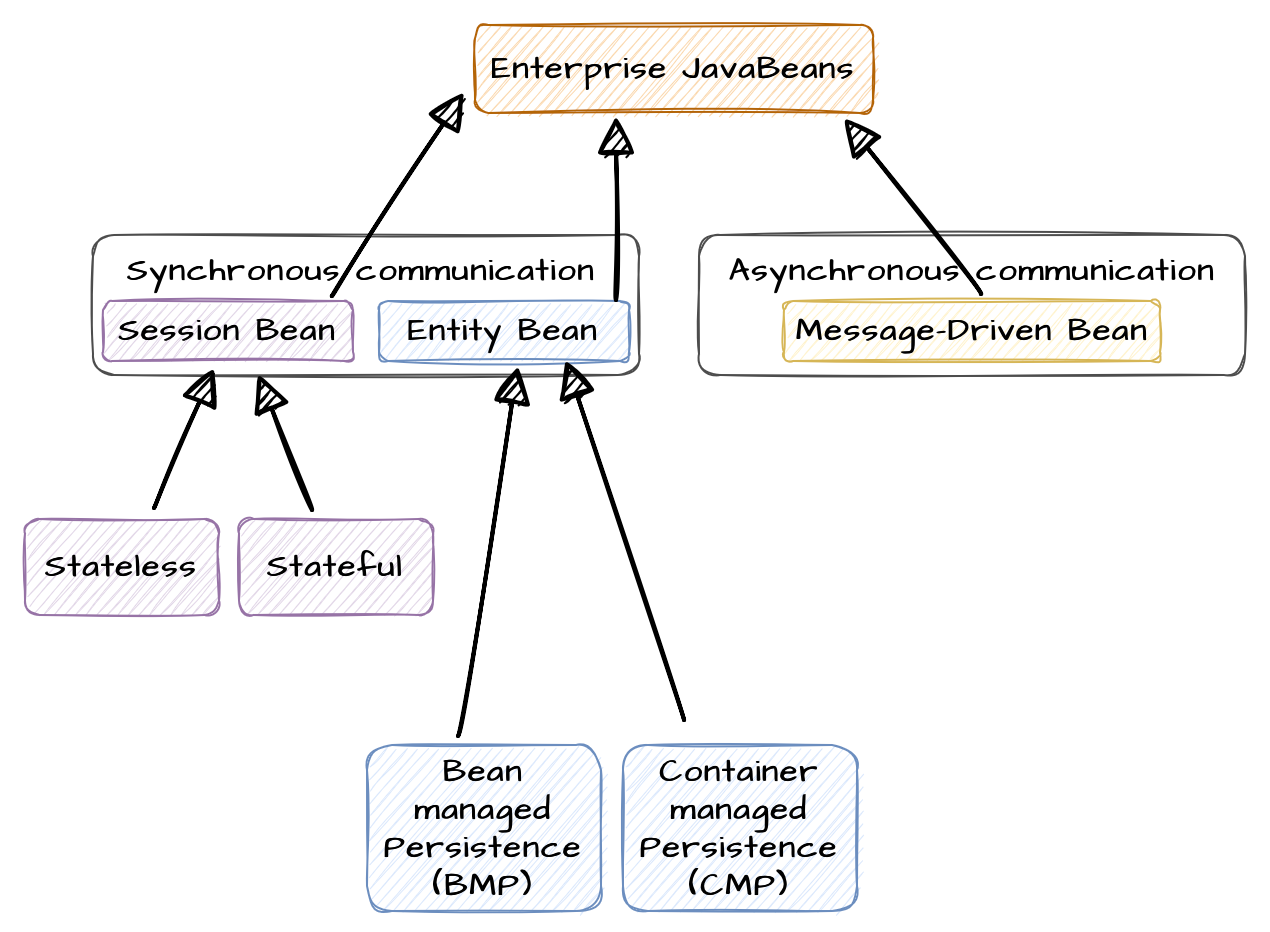 Enterprise JavaBeans
Synchronous communication
Asynchronous communication
Session Bean
Entity Bean
Message-Driven Bean
Stateless
Stateful
Bean
managed
Persistence
(BMP)
Container
managed
Persistence
(CMP)